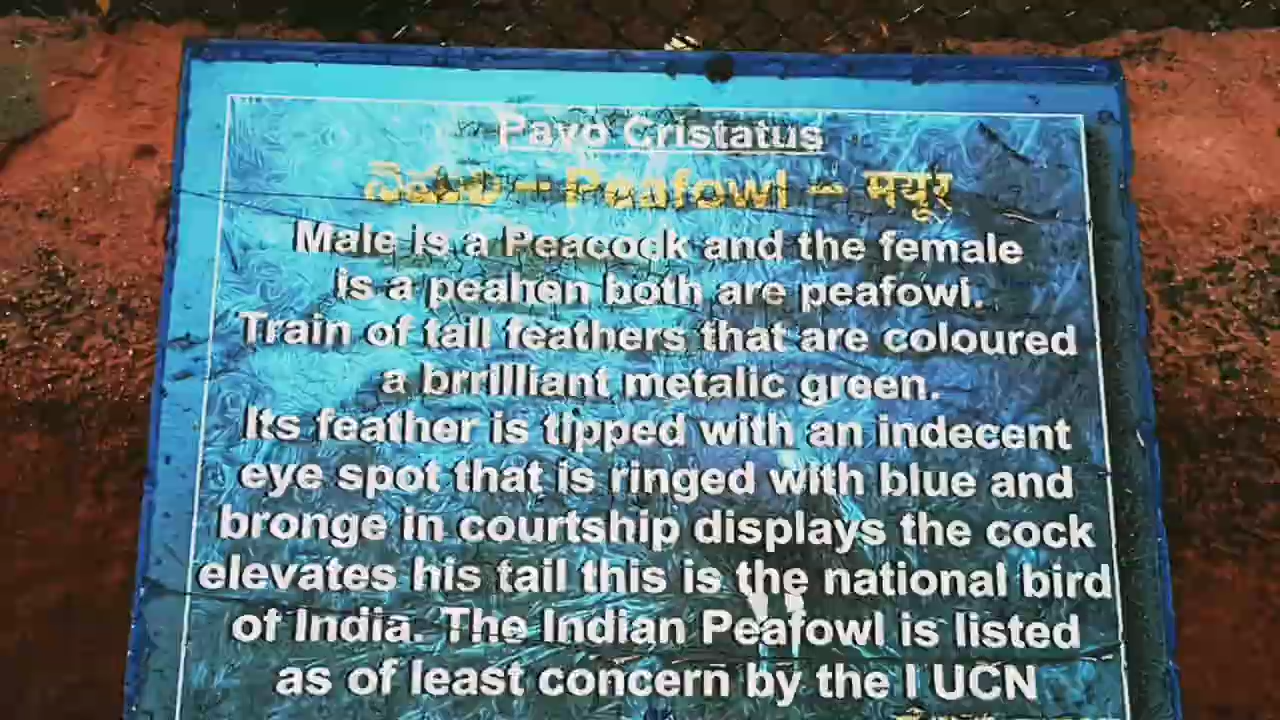 Pavo Cristatus
నెమలి - Peafowl - मयूर
Male is a Peacock and the female
is a peahen both are peafowl.
Train of tail feathers that are coloured
a brrilliant metalic green.
Its feather is tipped with an indecent
eye spot that is ringed with blue and
bronge in courtship displays the cock
elevates his tail this is the national bird
of India. The Indian Peafowl is listed
as of least concern by the I UCN